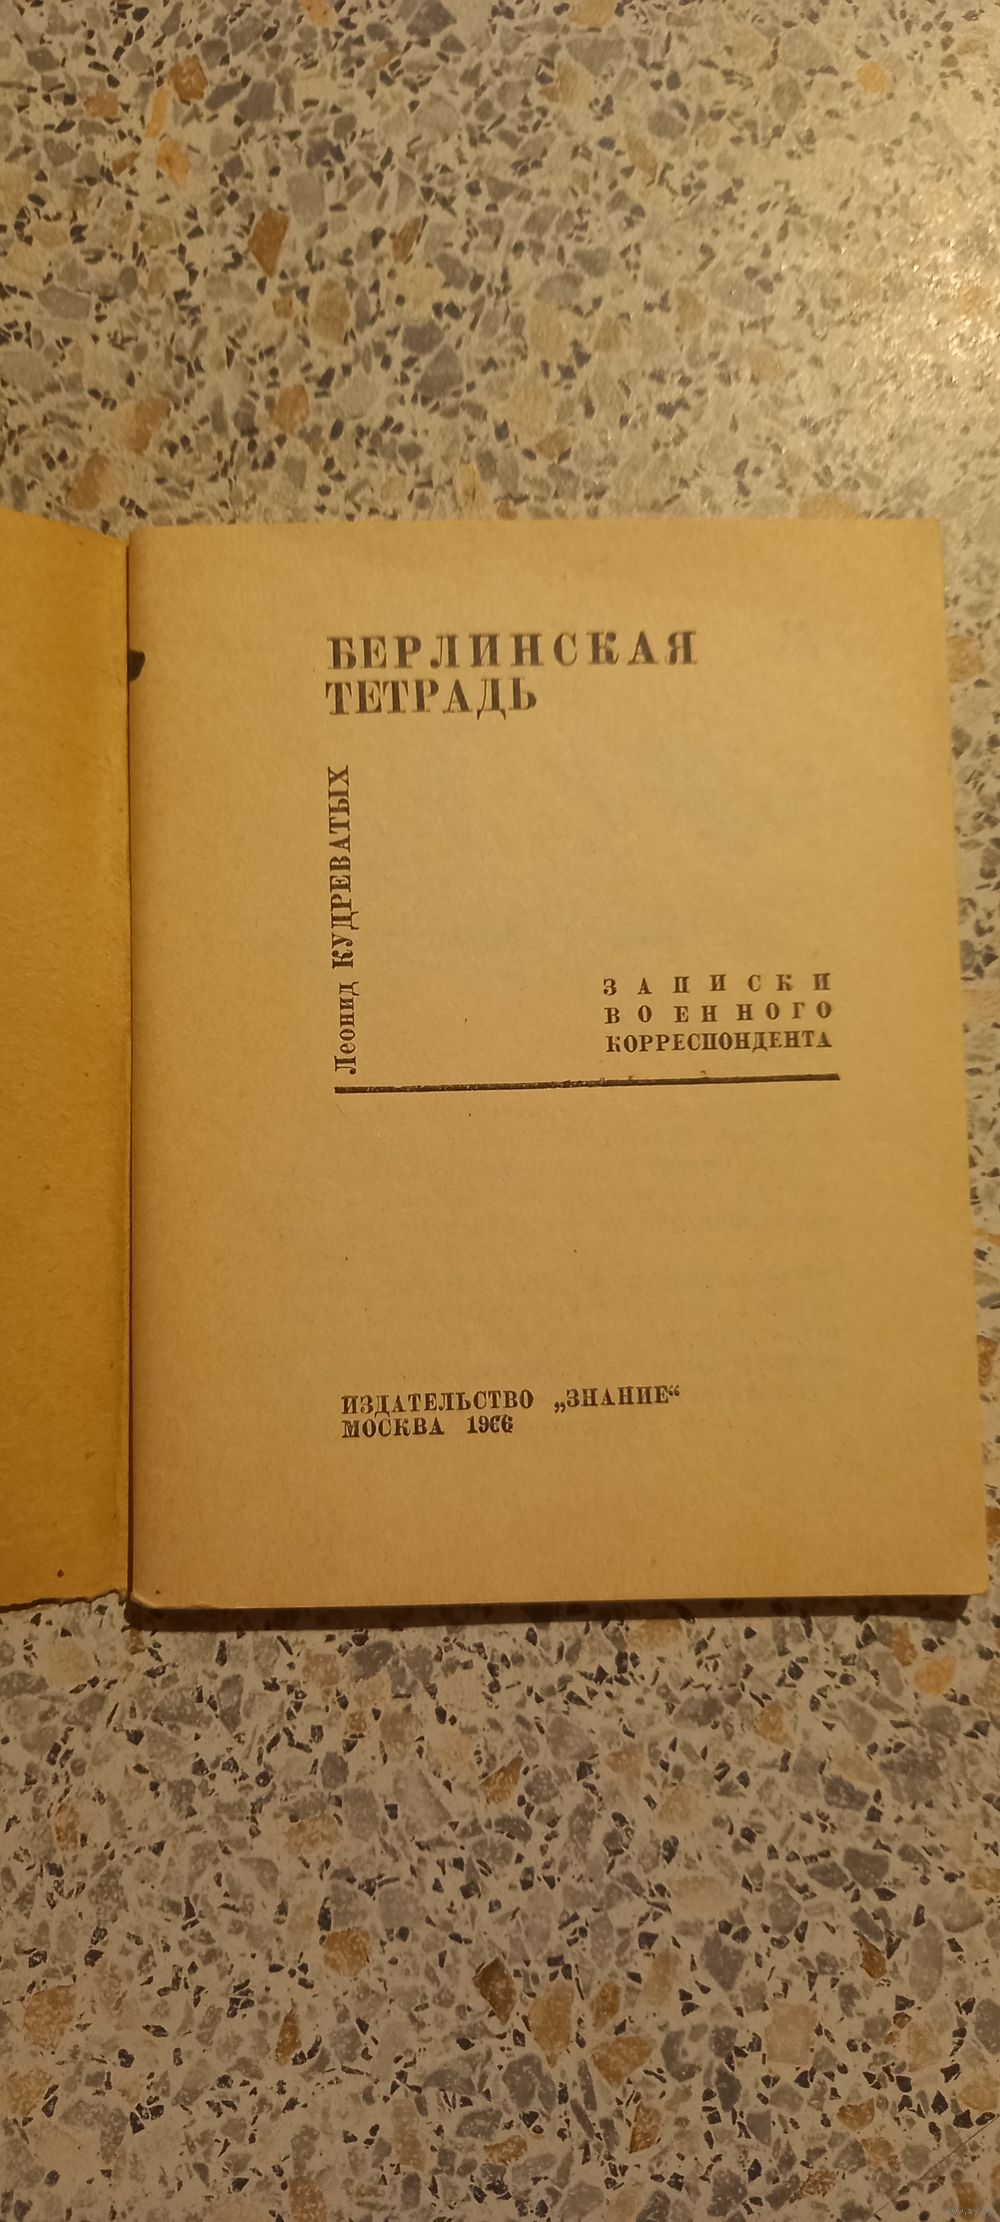 БЕРЛИНСКАЯ
ТЕТРАДЬ
Леонид КУДРЕВАТЫХ
ЗАПИСКИ
ВОЕННОГО
КОРРЕСПОНДЕНТА
ИЗДАТЕЛЬСТВО „ЗНАНИЕ“
МОСКВА 1966